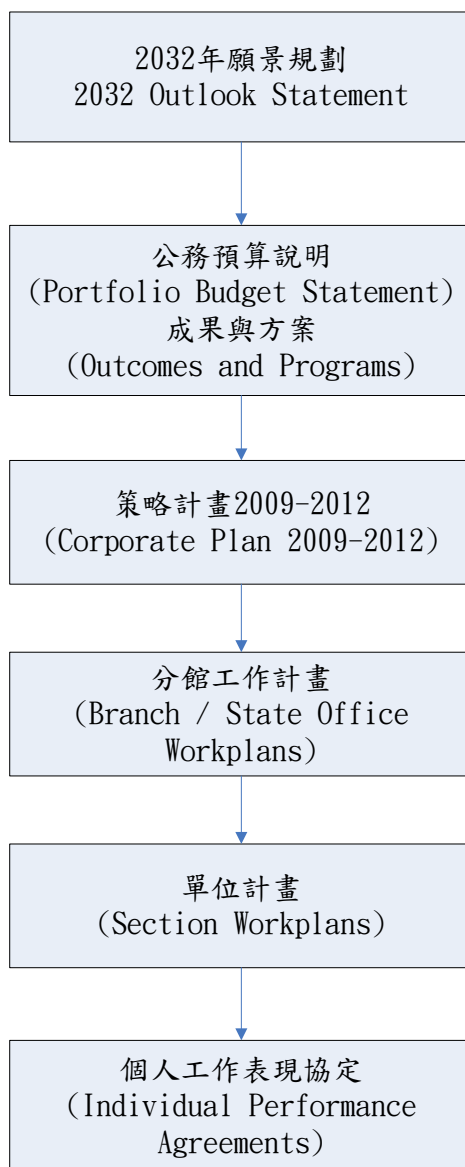 2032年願景規劃
2032 Outlook Statement
公務預算說明
(Portfolio Budget Statement)
成果與方案
(Outcomes and Programs)
策略計畫2009-2012
(Corporate Plan 2009-2012)
分館工作計畫
(Branch / State Office
Workplans)
單位計畫
(Section Workplans)
個人工作表現協定
(Individual Performance
Agreements)